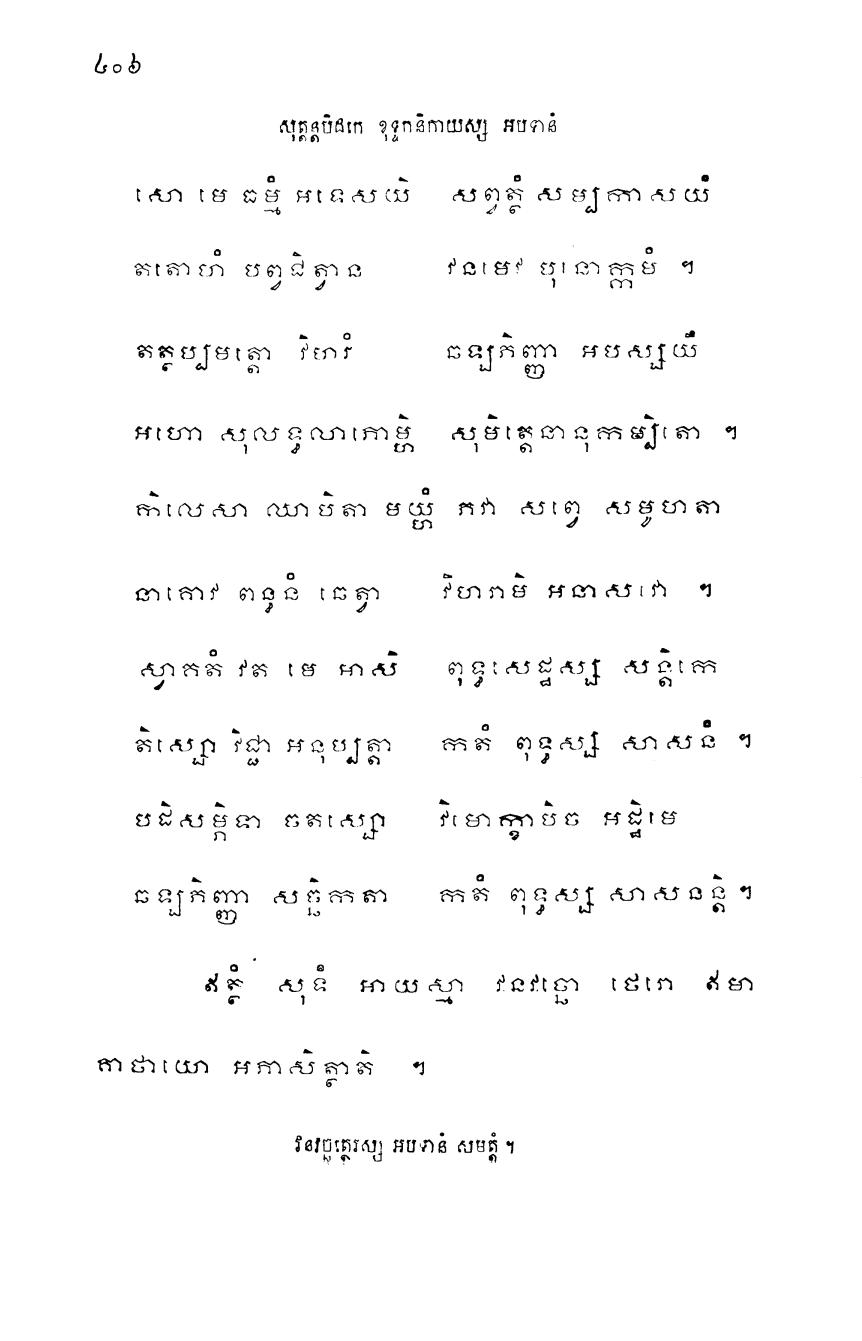 ៤០៦
សុត្តន្តបិដកេ ខុទ្ទកនិកាយស្ស អបទានំ
សោ មេ ធម្មំ អទេសយិ សព្វត្ថំ សម្បកាសយំ
តតោហំ បព្វជិត្វាន វនមេវ បុនោក្កមំ ។
តត្ថប្បមត្តោ វិហរំ ឆឡភិញ្ញា អបស្សយឹ
អហោ សុលទ្ធលាភោម្ហិ សុមិត្តេនានុកម្បិតោ ។
កិលេសា ឈាបិតា មយ្ហំ ភវា សព្វេ សមូហតា
នាគោវ ពន្ធនំ ឆេត្វា វិហរាមិ អនាសវោ ។
ស្វាគតំ វត មេ អាសិ ពុទ្ធសេដ្ឋស្ស សន្តិកេ
តិស្សោ វិជ្ជា អនុប្បត្តា កតំ ពុទ្ធស្ស សាសនំ ។
បដិសម្ភិទា ចតស្សោ វិមោក្ខាបិច អដ្ឋិមេ
ឆឡភិញ្ញា សច្ឆិកតា កតំ ពុទ្ធស្ស សាសនន្តិ ។
ឥត្ថំ សុទំ អាយស្មា វនវច្ឆោ ថេរោ ឥមា
គាថាយោ អភាសិត្ថាតិ ។
វនវច្ឆត្ថេរស្ស អបទានំ សមត្តំ ។